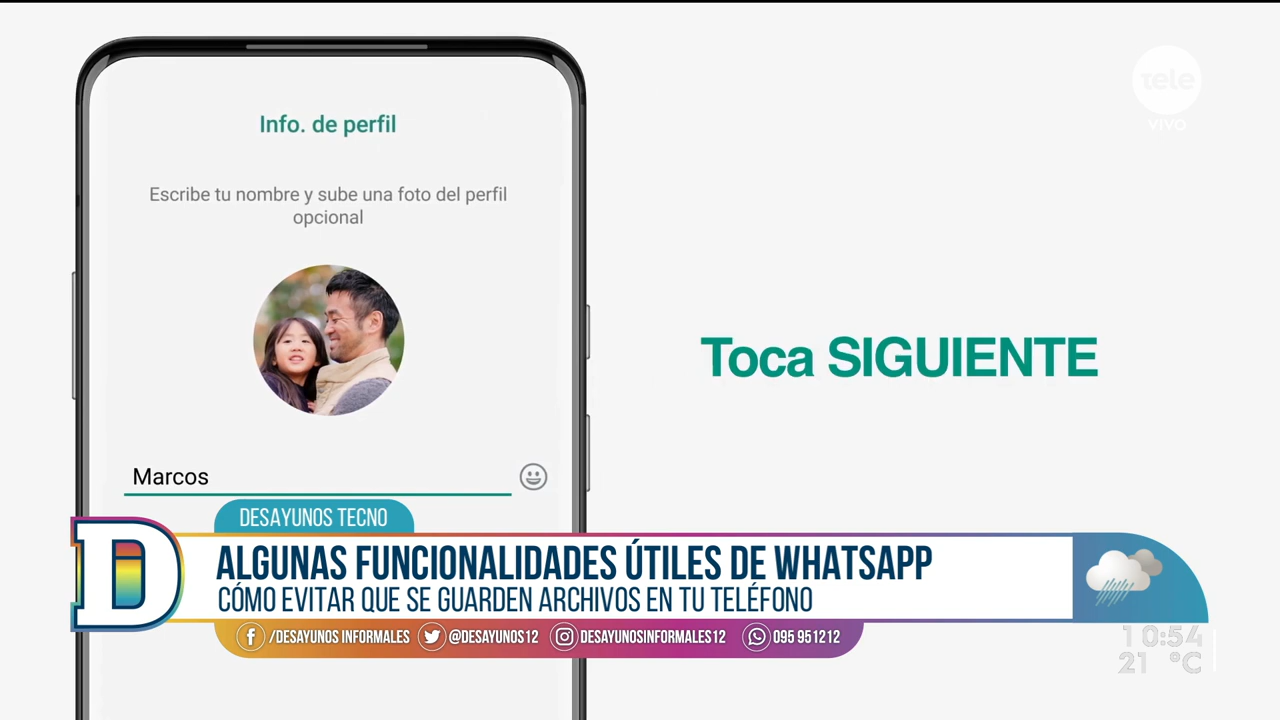 Info. de perfil
Escribe tu nombre y sube una foto del perfil
opcional
Marcos
Toca SIGUIENTE
tele
VIVO
DESAYUNOS TECNO
Di
ALGUNAS FUNCIONALIDADES ÚTILES DE WHATSAPP
CÓMO EVITAR QUE SE GUARDEN ARCHIVOS EN TU TELÉFONO
/DESAYUNOS INFORMALES @DESAYUNOS12 DESAYUNOSINFORMALES12 095 951212
10:54
21 °C